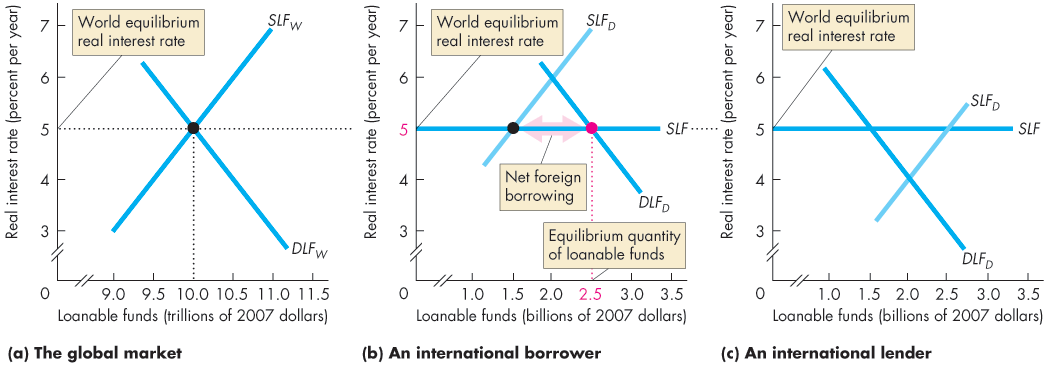 Real interest rate (percent per year)
7
6
5
4
3
0
World equilibrium
real interest rate
SLFW
DLFW
9.0 9.5 10.0 10.5 11.0 11.5
Loanable funds (trillions of 2007 dollars)
(a) The global market
Real interest rate (percent per year)
7
6
5
4
3
0
World equilibrium
real interest rate
SLFD
SLF
Net foreign
borrowing
DLFD
Equilibrium quantity
of loanable funds
1.0 1.5 2.0 2.5 3.0 3.5
Loanable funds (billions of 2007 dollars)
(b) An international borrower
Real interest rate (percent per year)
7
6
5
4
3
0
World equilibrium
real interest rate
SLFD
SLF
DLFD
1.0 1.5 2.0 2.5 3.0 3.5
Loanable funds (billions of 2007 dollars)
(c) An international lender